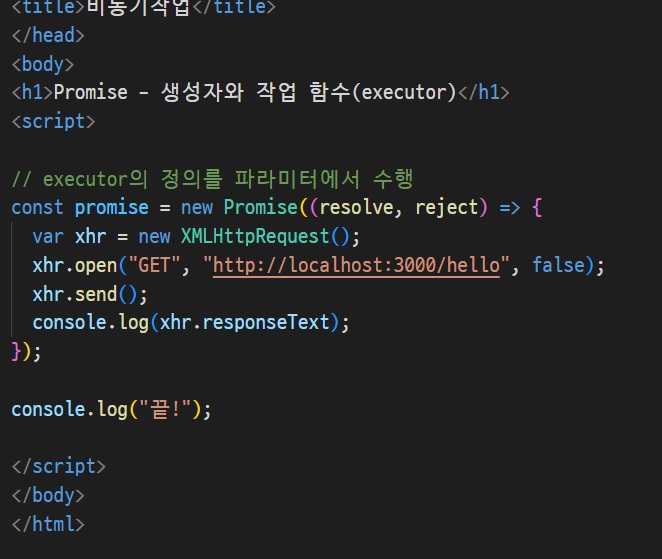 <title>비동기작업</title>
</head>
<body>
<h1>Promise - 생성자와 작업 함수(executor)</h1>
<script>
// executor의 정의를 파라미터에서 수행
const promise = new Promise((resolve, reject) => {
  var xhr = new XMLHttpRequest();
  xhr.open("GET", "http://localhost:3000/hello", false);
  xhr.send();
  console.log(xhr.responseText);
});
console.log("끝!");
</script>
</body>
</html>